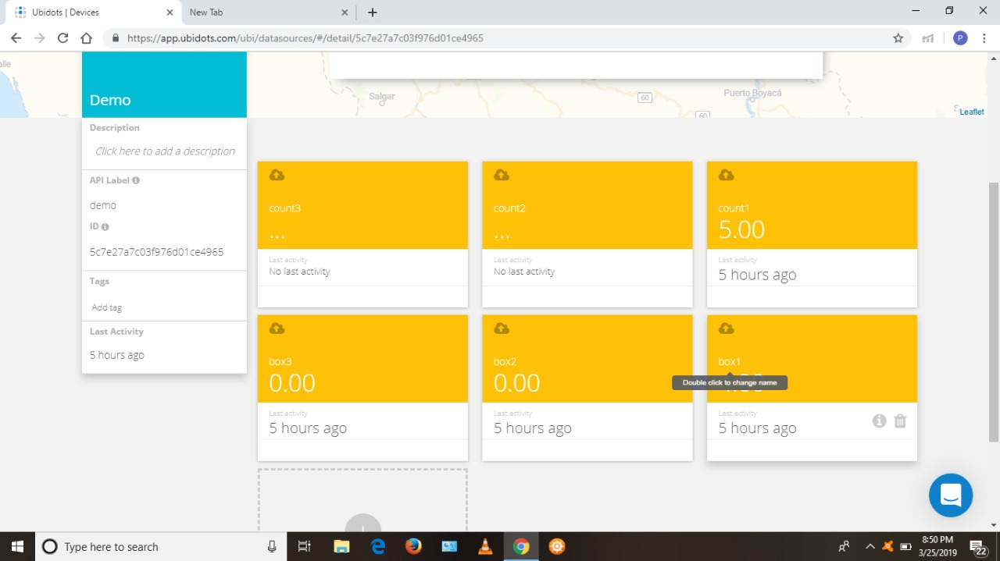 Ubidots | Devices
New Tab
https://app.ubidots.com/ubi/datasources/#/detail/5c7e27a7c03f976d01ce4965
P
Salgar
60
Puerto Boyacá
60
Leaflet
Demo
Description
Click here to add a description
API Label
demo
ID
5c7e27a7c03f976d01ce4965
Tags
Add tag
Last Activity
5 hours ago
count3
...
Last activity
No last activity
count2
...
Last activity
No last activity
count1
5.00
Last activity
5 hours ago
box3
0.00
Last activity
5 hours ago
box2
0.00
Last activity
5 hours ago
box1
Double click to change name
Last activity
5 hours ago
Type here to search
8:50 PM
3/25/2019
22